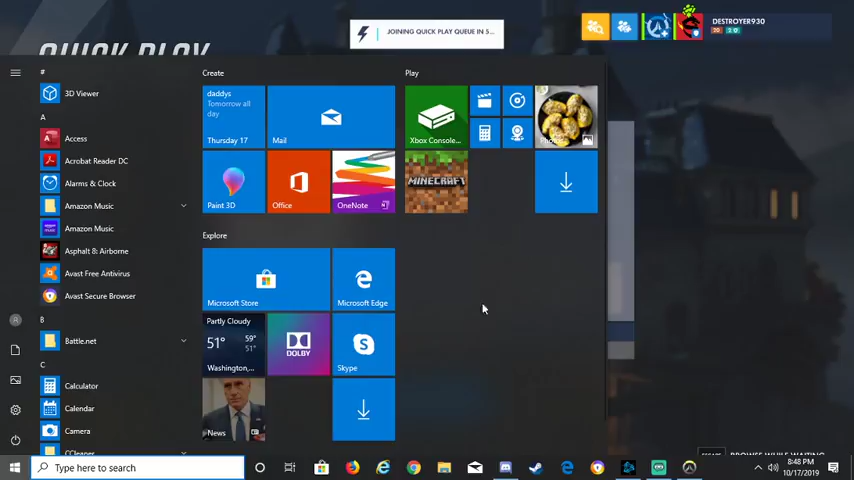 QUICK PLAY
JOINING QUICK PLAY QUEUE IN 5...
DESTROYER930
#
3D Viewer
A
Access
Acrobat Reader DC
Alarms & Clock
Amazon Music
Amazon Music
Asphalt 8: Airborne
Avast Free Antivirus
Avast Secure Browser
B
Battle.net
C
Calculator
Calendar
Camera
CCleaner
Create
daddys
Tomorrow all
day
Thursday 17
Mail
Paint 3D
Office
OneNote
Explore
Microsoft Store
Microsoft Edge
Partly Cloudy
51°
59°
51°
Washington,...
DOLBY
Skype
News
Play
Xbox Console...
Photos
MINECRAFT
ESCAPE
BROWSE WHILE WAITING
Type here to search
8:48 PM
10/17/2019